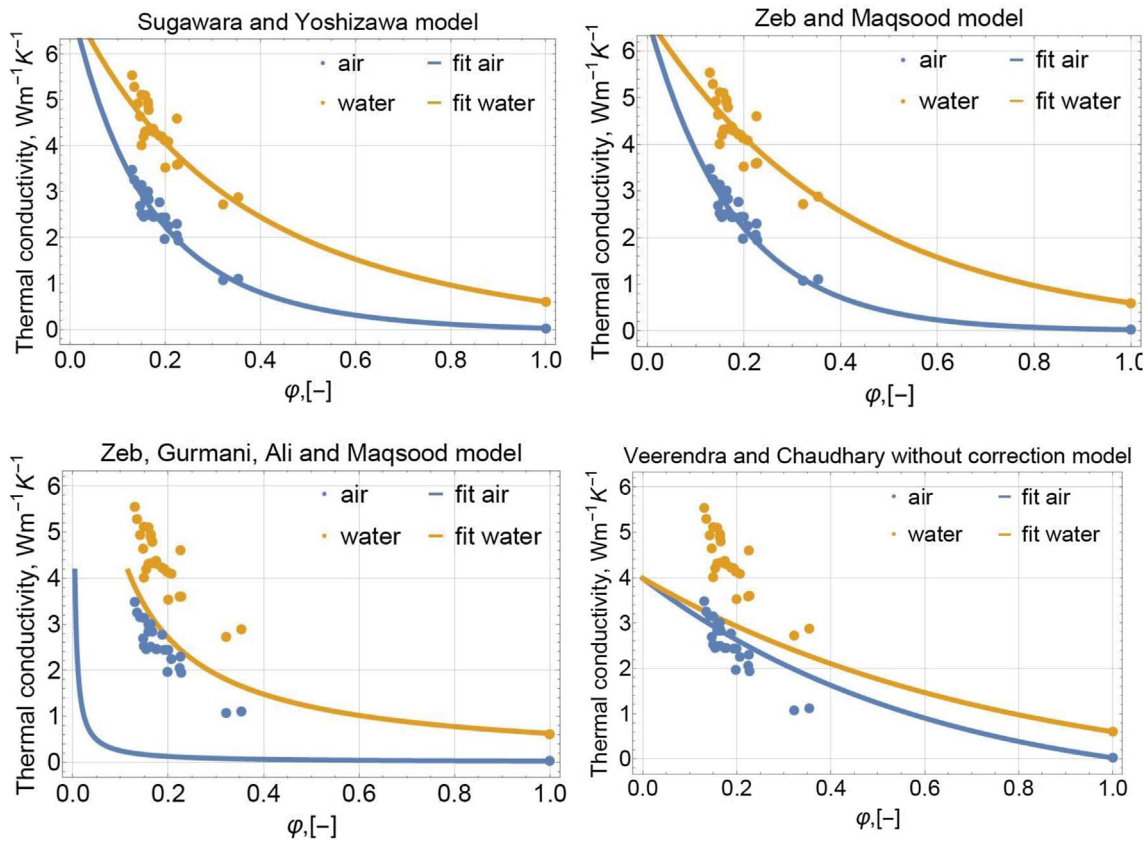 Sugawara and Yoshizawa model
Thermal conductivity, Wm⁻¹K⁻¹
6
5
4
3
2
1
0
air
fit air
water
fit water
0.0 0.2 0.4 0.6 0.8 1.0
φ,[–]
Zeb and Maqsood model
Thermal conductivity, Wm⁻¹K⁻¹
6
5
4
3
2
1
0
air
fit air
water
fit water
0.0 0.2 0.4 0.6 0.8 1.0
φ,[–]
Zeb, Gurmani, Ali and Maqsood model
Thermal conductivity, Wm⁻¹K⁻¹
6
5
4
3
2
1
0
air
fit air
water
fit water
0.0 0.2 0.4 0.6 0.8 1.0
φ,[–]
Veerendra and Chaudhary without correction model
Thermal conductivity, Wm⁻¹K⁻¹
6
5
4
3
2
1
0
air
fit air
water
fit water
0.0 0.2 0.4 0.6 0.8 1.0
φ,[–]